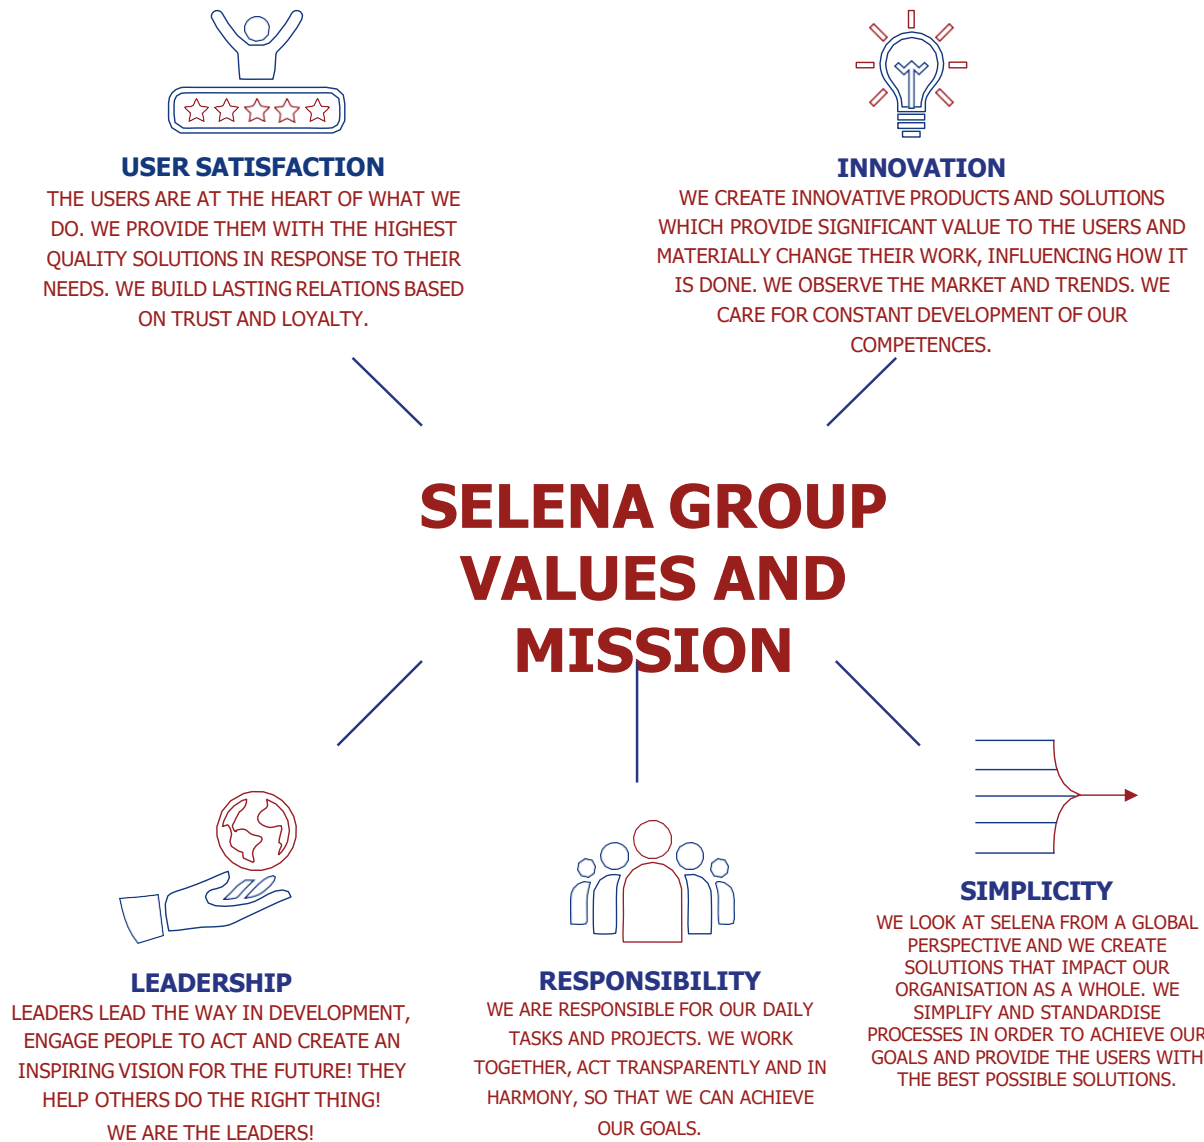 USER SATISFACTION
THE USERS ARE AT THE HEART OF WHAT WE
DO. WE PROVIDE THEM WITH THE HIGHEST
QUALITY SOLUTIONS IN RESPONSE TO THEIR
NEEDS. WE BUILD LASTING RELATIONS BASED
ON TRUST AND LOYALTY.
INNOVATION
WE CREATE INNOVATIVE PRODUCTS AND SOLUTIONS
WHICH PROVIDE SIGNIFICANT VALUE TO THE USERS AND
MATERIALLY CHANGE THEIR WORK, INFLUENCING HOW IT
IS DONE. WE OBSERVE THE MARKET AND TRENDS. WE
CARE FOR CONSTANT DEVELOPMENT OF OUR
COMPETENCES.
SELENA GROUP
VALUES AND
MISSION
LEADERSHIP
LEADERS LEAD THE WAY IN DEVELOPMENT,
ENGAGE PEOPLE TO ACT AND CREATE AN
INSPIRING VISION FOR THE FUTURE! THEY
HELP OTHERS DO THE RIGHT THING!
WE ARE THE LEADERS!
RESPONSIBILITY
WE ARE RESPONSIBLE FOR OUR DAILY
TASKS AND PROJECTS. WE WORK
TOGETHER, ACT TRANSPARENTLY AND IN
HARMONY, SO THAT WE CAN ACHIEVE
OUR GOALS.
SIMPLICITY
WE LOOK AT SELENA FROM A GLOBAL
PERSPECTIVE AND WE CREATE
SOLUTIONS THAT IMPACT OUR
ORGANISATION AS A WHOLE. WE
SIMPLIFY AND STANDARDISE
PROCESSES IN ORDER TO ACHIEVE OUR
GOALS AND PROVIDE THE USERS WITH
THE BEST POSSIBLE SOLUTIONS.